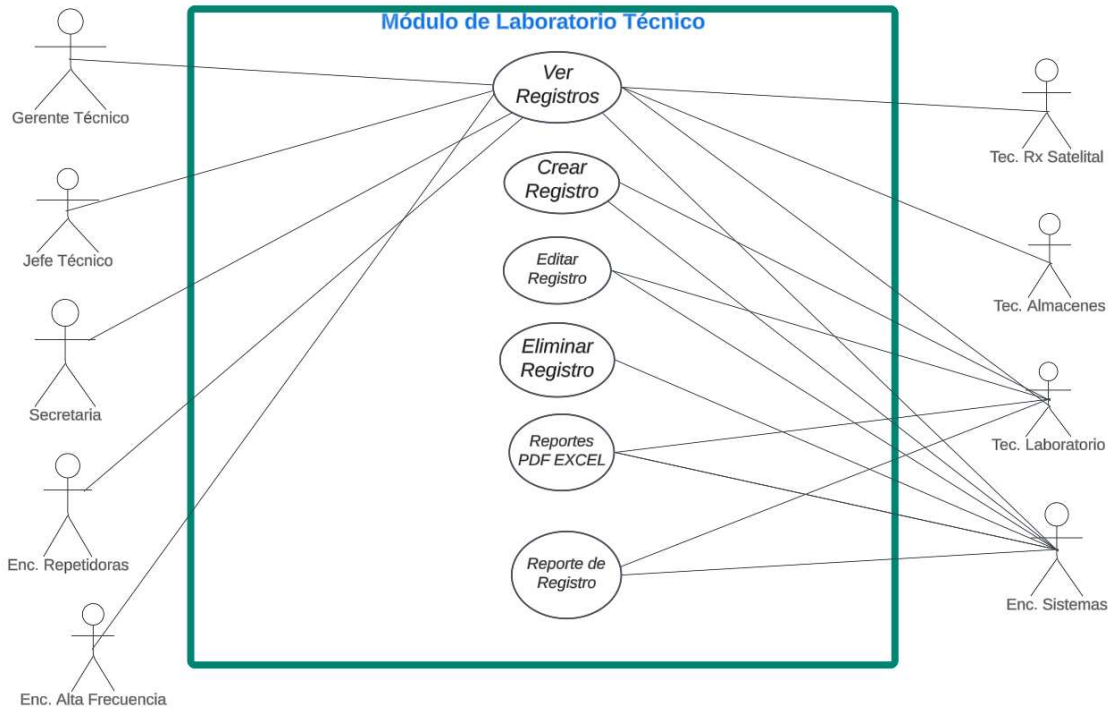 Módulo de Laboratorio Técnico
Gerente Técnico
Jefe Técnico
Secretaria
Enc. Repetidoras
Enc. Alta Frecuencia
Ver
Registros
Crear
Registro
Editar
Registro
Eliminar
Registro
Reportes
PDF EXCEL
Reporte de
Registro
Tec. Rx Satelital
Tec. Almacenes
Tec. Laboratorio
Enc. Sistemas